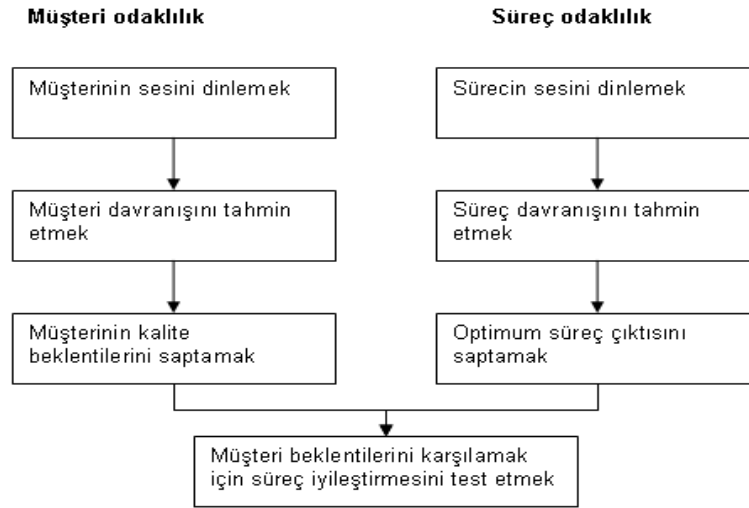 Müşteri odaklılık
Süreç odaklılık
Müşterinin sesini dinlemek
Sürecin sesini dinlemek
Müşteri davranışını tahmin
etmek
Süreç davranışını tahmin
etmek
Müşterinin kalite
beklentilerini saptamak
Optimum süreç çıktısını
saptamak
Müşteri beklentilerini karşılamak
için süreç iyileştirmesini test etmek